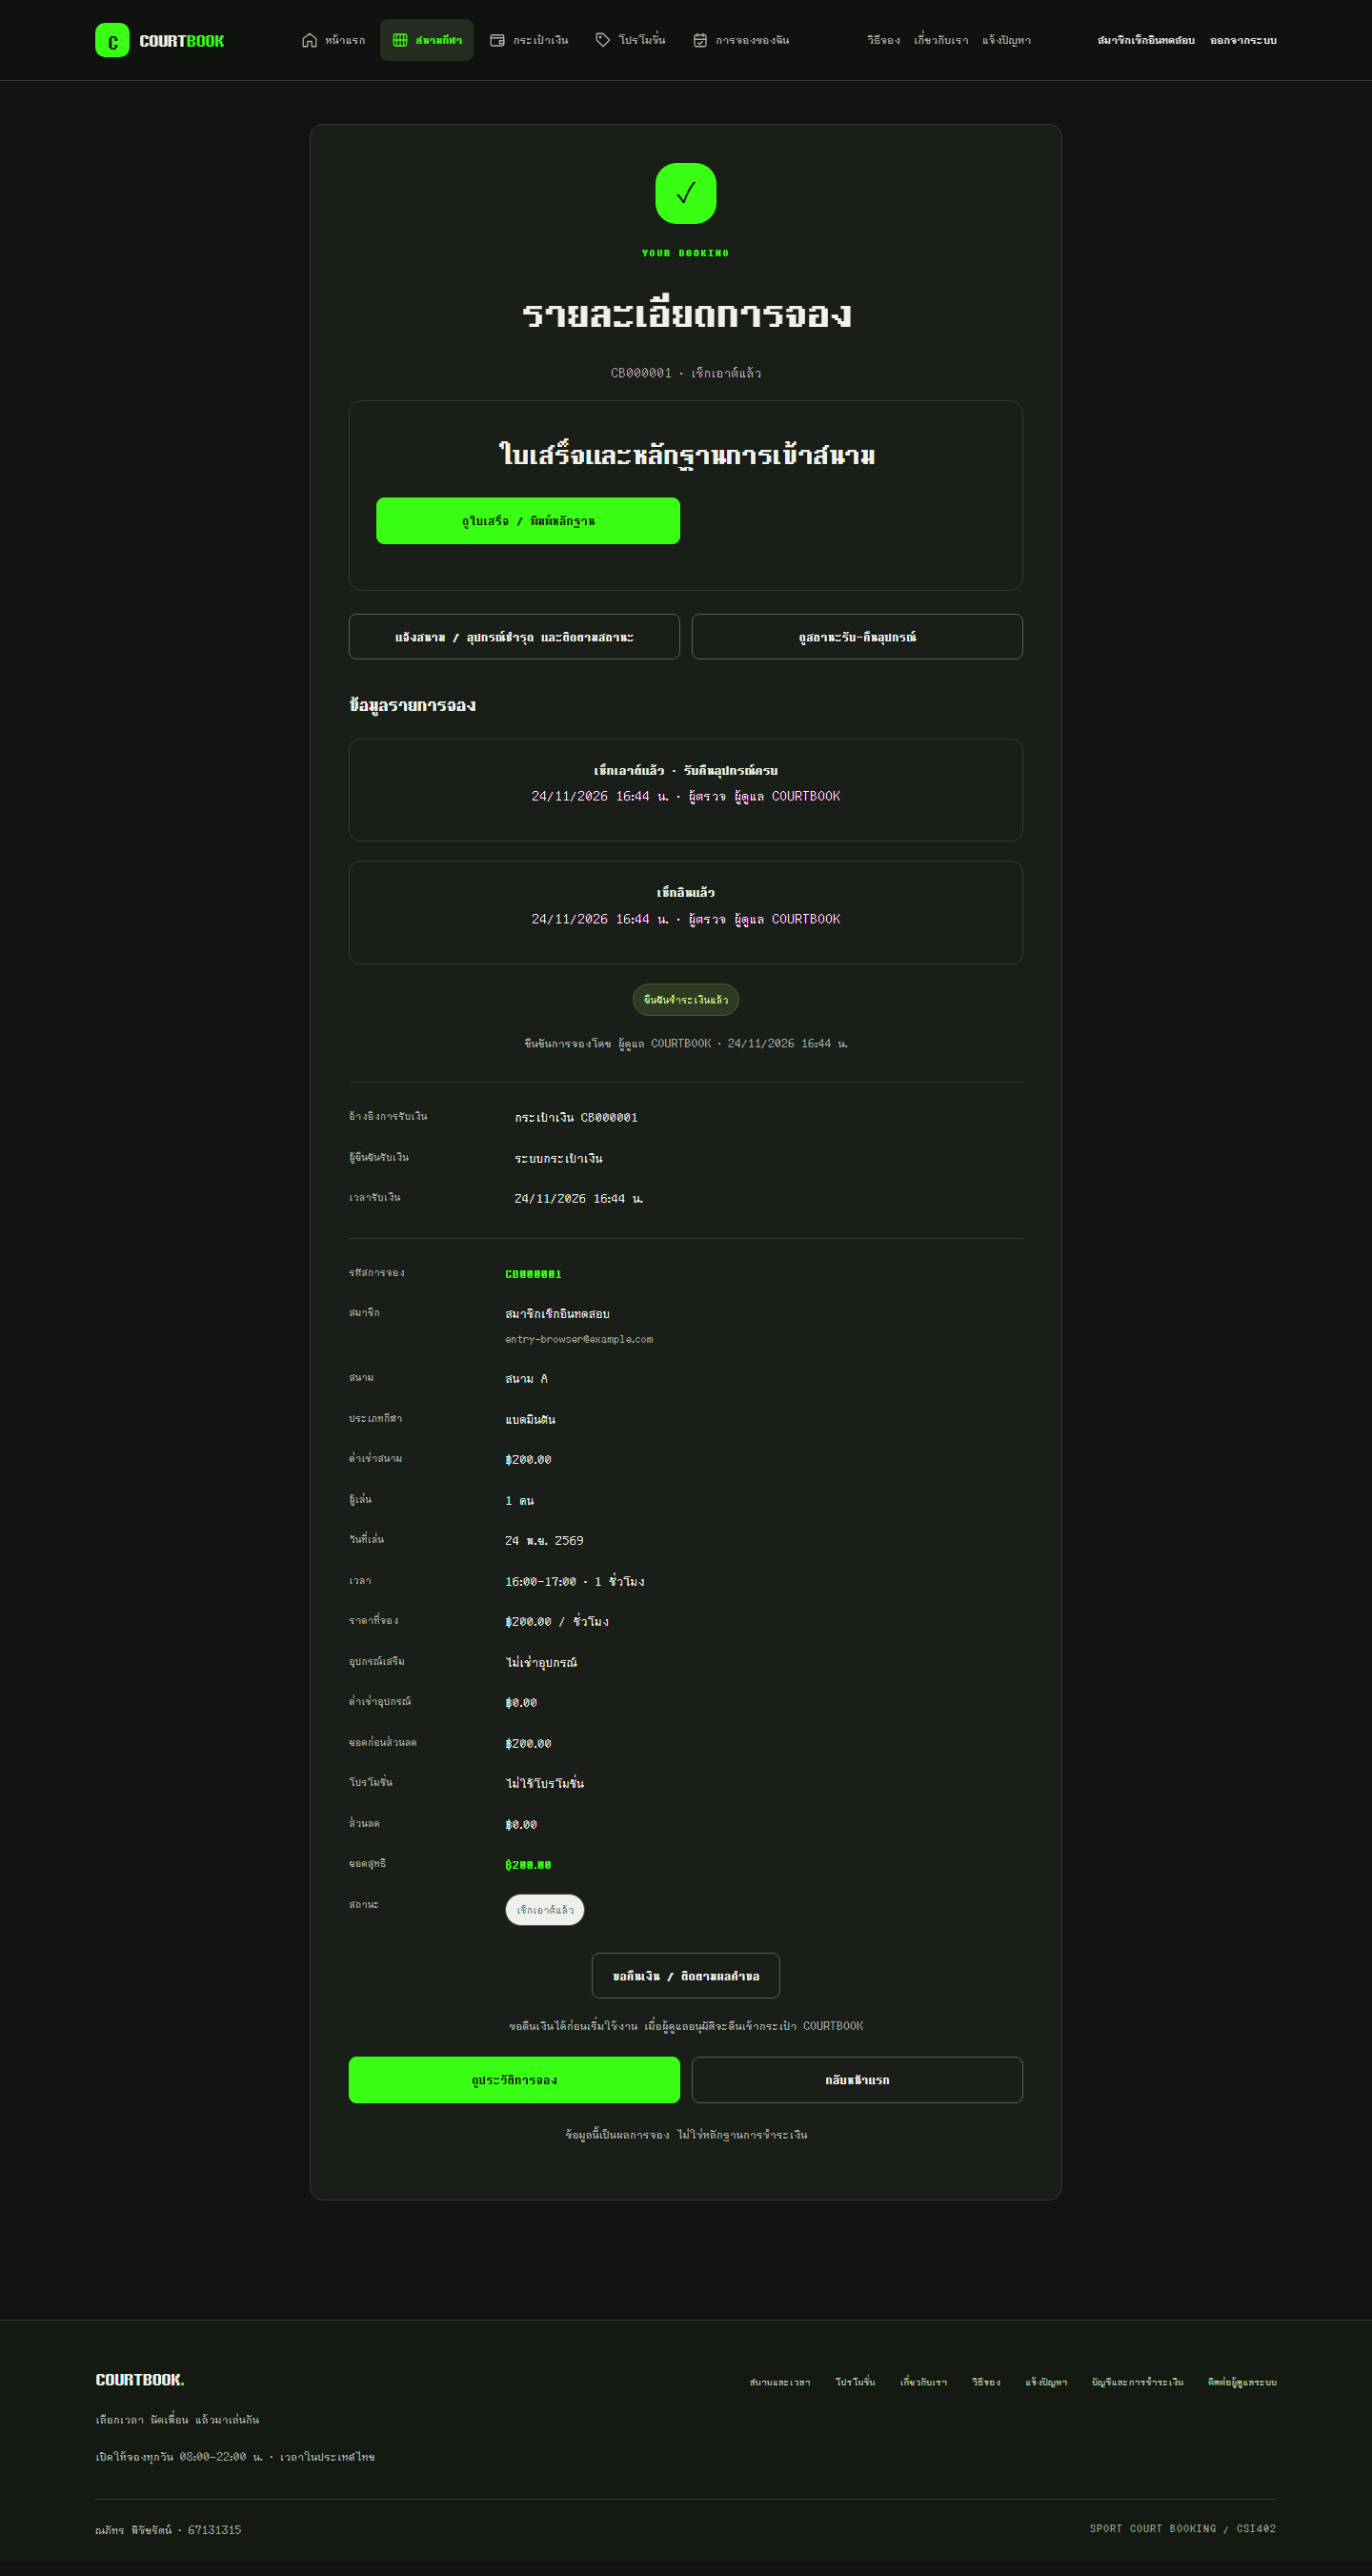 C COURTBOOK หน้าแรก สนามกีฬา กระเป๋าเงิน โปรโมชั่น การจองของฉัน วิธีจอง เกี่ยวกับเรา แจ้งปัญหา สมาชิกเช็กอินทดสอบ ออกจากระบบ
✓
YOUR BOOKING
รายละเอียดการจอง
CB000001 · เช็กเอาต์แล้ว
ใบเสร็จและหลักฐานการเข้าสนาม
ดูใบเสร็จ / พิมพ์หลักฐาน
แจ้งสนาม / อุปกรณ์ชำรุด และติดตามสถานะ ดูสถานะรับ-คืนอุปกรณ์
ข้อมูลรายการจอง
เช็กเอาต์แล้ว · รับคืนอุปกรณ์ครบ
24/11/2026 16:44 น. · ผู้ตรวจ ผู้ดูแล COURTBOOK
เช็กอินแล้ว
24/11/2026 16:44 น. · ผู้ตรวจ ผู้ดูแล COURTBOOK
ยืนยันชำระเงินแล้ว
ยืนยันการจองโดย ผู้ดูแล COURTBOOK · 24/11/2026 16:44 น.
อ้างอิงการรับเงิน กระเป๋าเงิน CB000001
ผู้ยืนยันรับเงิน ระบบกระเป๋าเงิน
เวลารับเงิน 24/11/2026 16:44 น.
รหัสการจอง CB000001
สมาชิก สมาชิกเช็กอินทดสอบ
entry-browser@example.com
สนาม สนาม A
ประเภทกีฬา แบดมินตัน
ค่าเช่าสนาม ฿200.00
ผู้เล่น 1 คน
วันที่เล่น 24 พ.ย. 2569
เวลา 16:00-17:00 · 1 ชั่วโมง
ราคาที่จอง ฿200.00 / ชั่วโมง
อุปกรณ์เสริม ไม่เช่าอุปกรณ์
ค่าเช่าอุปกรณ์ ฿0.00
ยอดก่อนส่วนลด ฿200.00
โปรโมชั่น ไม่ใช้โปรโมชั่น
ส่วนลด ฿0.00
ยอดสุทธิ ฿200.00
สถานะ เช็กเอาต์แล้ว
ขอคืนเงิน / ติดตามผลคำขอ
ขอคืนเงินได้ก่อนเริ่มใช้งาน เมื่อผู้ดูแลอนุมัติจะคืนเข้ากระเป๋า COURTBOOK
ดูประวัติการจอง กลับหน้าแรก
ข้อมูลนี้เป็นผลการจอง ไม่ใช่หลักฐานการชำระเงิน
COURTBOOK. สนามและเวลา โปรโมชั่น เกี่ยวกับเรา วิธีจอง แจ้งปัญหา บัญชีและการชำระเงิน ติดต่อผู้ดูแลระบบ
เลือกเวลา นัดเพื่อน แล้วมาเล่นกัน
เปิดให้จองทุกวัน 08:00-22:00 น. · เวลาในประเทศไทย
ณภัทร พิริยรัตน์ · 67131315 SPORT COURT BOOKING / CSI402